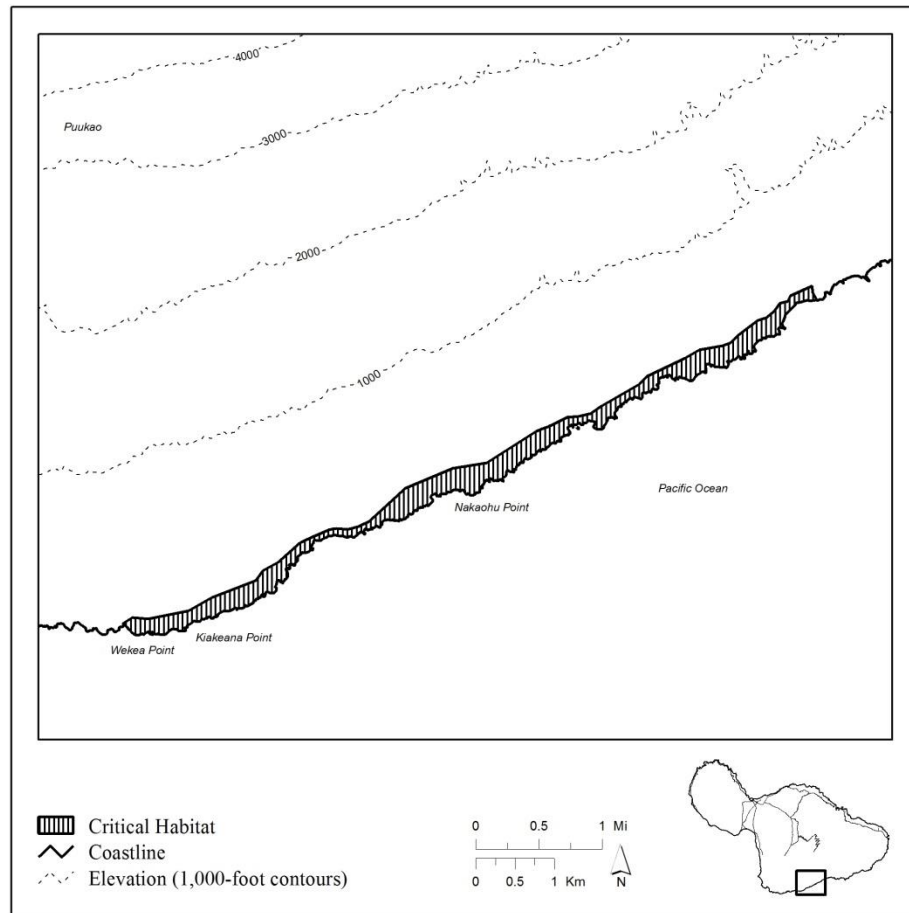 4000
Puukao
3000
2000
1000
Nakaohu Point
Pacific Ocean
Kiakeana Point
Wekea Point
Critical Habitat
Coastline
Elevation (1,000-foot contours)
0 0.5 1 Mi
0 0.5 1 Km
N